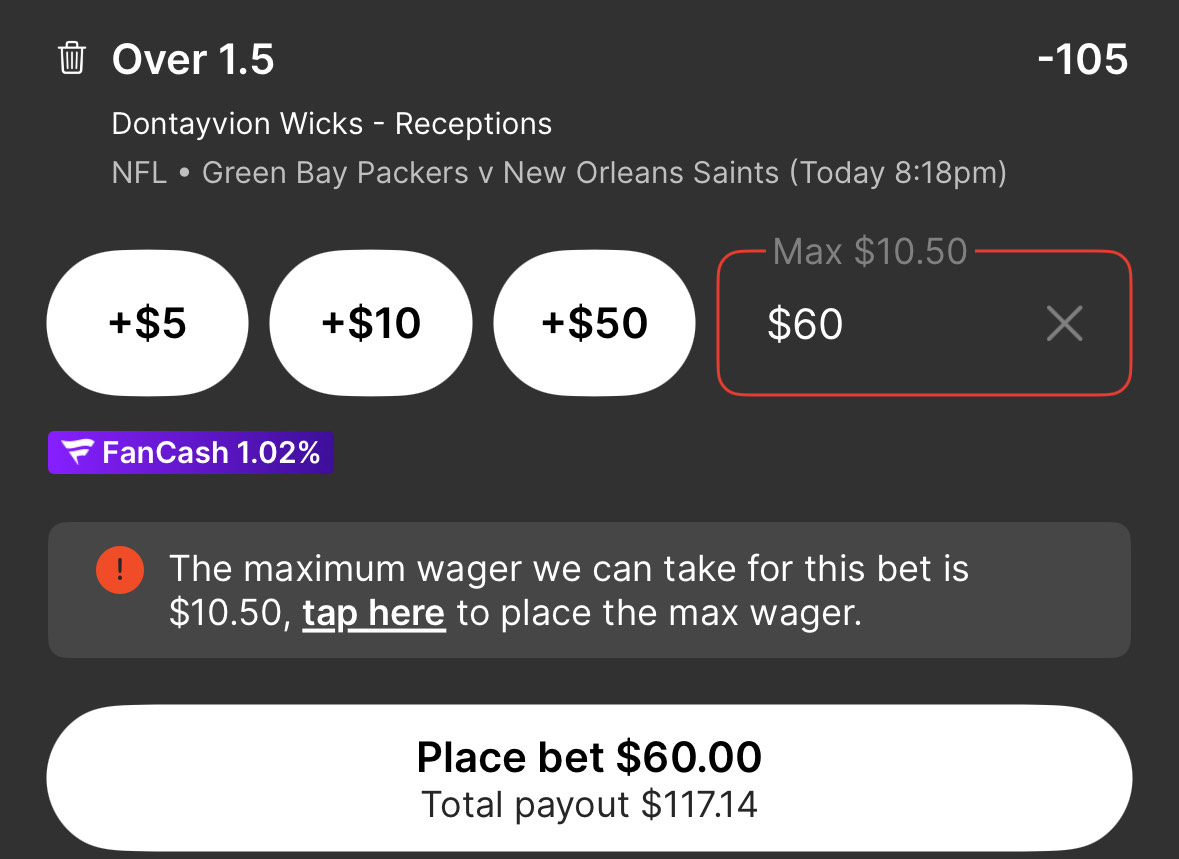 Over 1.5 -105
Dontayvion Wicks - Receptions
NFL • Green Bay Packers v New Orleans Saints (Today 8:18pm)
Max $10.50
+$5 +$10 +$50 $60
FanCash 1.02%
The maximum wager we can take for this bet is
$10.50, tap here to place the max wager.
Place bet $60.00
Total payout $117.14